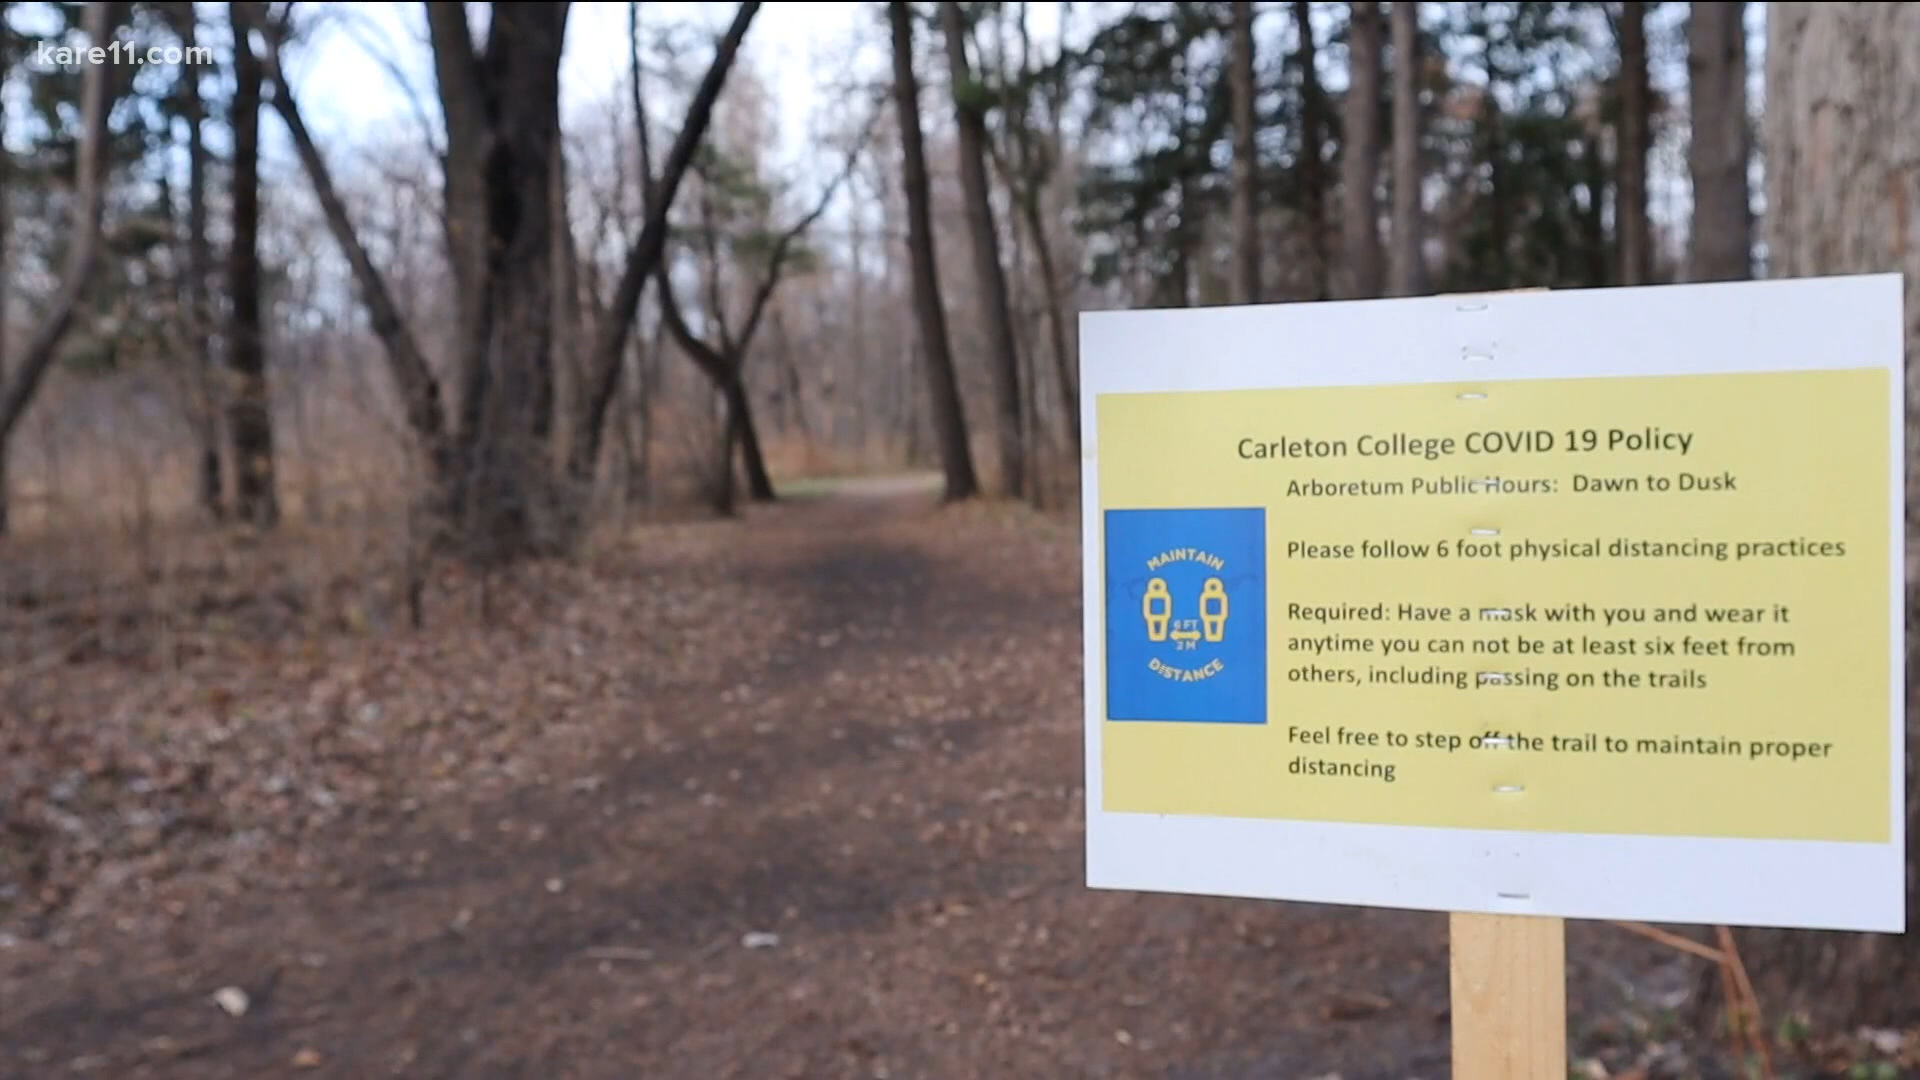 kare11.com
Carleton College COVID 19 Policy
Arboretum Public Hours: Dawn to Dusk
Please follow 6 foot physical distancing practices
MAINTAIN
6 FT
2 M
DISTANCE
Required: Have a mask with you and wear it
anytime you can not be at least six feet from
others, including passing on the trails
Feel free to step off the trail to maintain proper
distancing